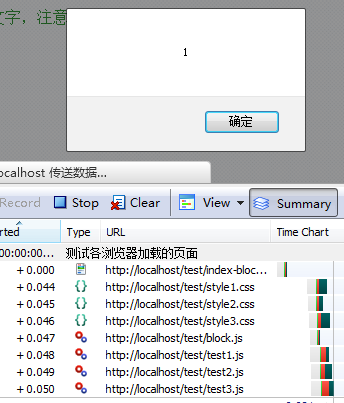 文字，注意
1
确定
ocalhost 传送数据...
Record Stop Clear View Summary
rted Type URL Time Chart
00:00:00... 测试各浏览器加载的页面
+ 0.000 http://localhost/test/index-bloc...
+ 0.044 http://localhost/test/style1.css
+ 0.045 http://localhost/test/style2.css
+ 0.046 http://localhost/test/style3.css
+ 0.047 http://localhost/test/block.js
+ 0.048 http://localhost/test/test1.js
+ 0.049 http://localhost/test/test2.js
+ 0.050 http://localhost/test/test3.js